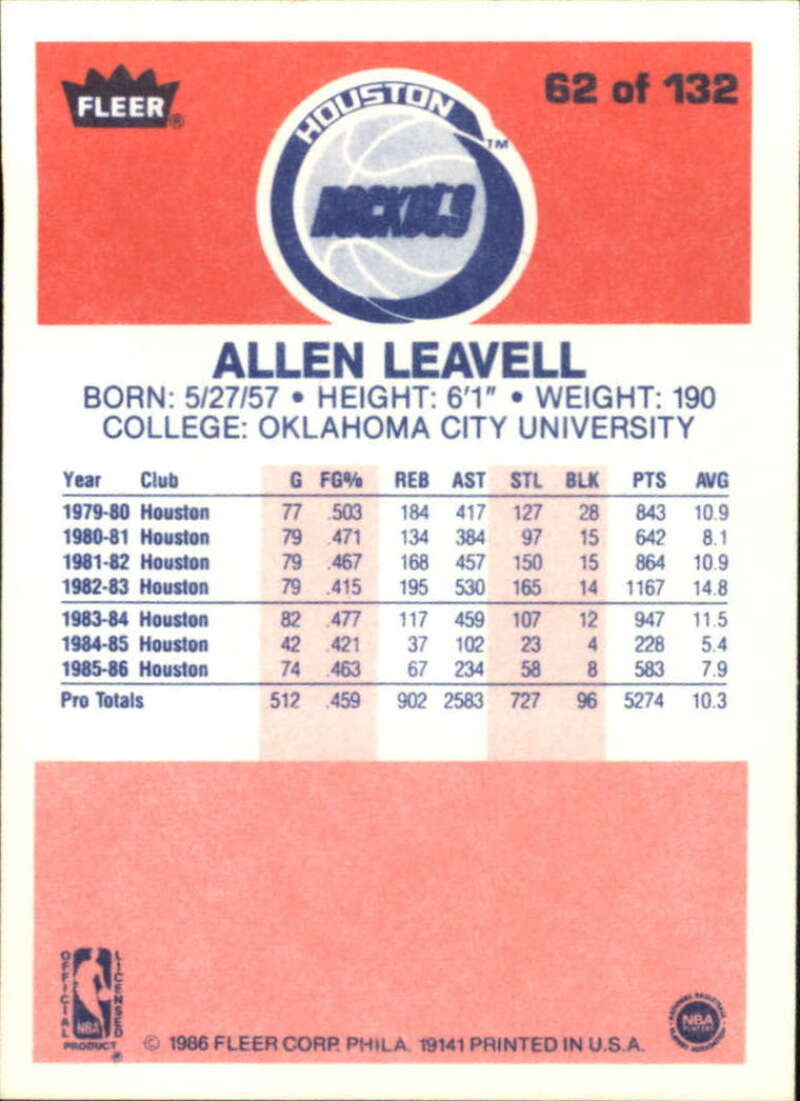 FLEER®
62 of 132
HOUSTON
ROCKETS
TM
ALLEN LEAVELL
BORN: 5/27/57 • HEIGHT: 6'1" • WEIGHT: 190
COLLEGE: OKLAHOMA CITY UNIVERSITY
Year Club G FG% REB AST STL BLK PTS AVG
1979-80 Houston 77 .503 184 417 127 28 843 10.9
1980-81 Houston 79 .471 134 384 97 15 642 8.1
1981-82 Houston 79 .467 168 457 150 15 864 10.9
1982-83 Houston 79 .415 195 530 165 14 1167 14.8
1983-84 Houston 82 .477 117 459 107 12 947 11.5
1984-85 Houston 42 .421 37 102 23 4 228 5.4
1985-86 Houston 74 .463 67 234 58 8 583 7.9
Pro Totals 512 .459 902 2583 727 96 5274 10.3
OFFICIAL LICENSED
NBA
PRODUCT ®
© 1986 FLEER CORP. PHILA. 19141 PRINTED IN U.S.A.
NATIONAL BASKETBALL
NBA
PLAYERS
PLAYERS ASSOCIATION